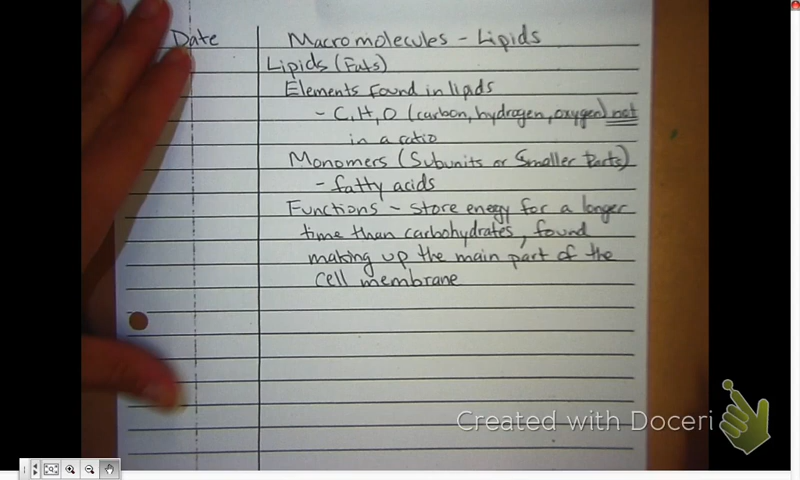 Date Macromolecules - Lipids
Lipids (Fats)
Elements found in lipids
- C, H, O (carbon, hydrogen, oxygen) not
in a ratio
Monomers (Subunits or Smaller Parts)
- fatty acids
Functions - store energy for a longer
time than carbohydrates, found
making up the main part of the
cell membrane
Created with Doceri